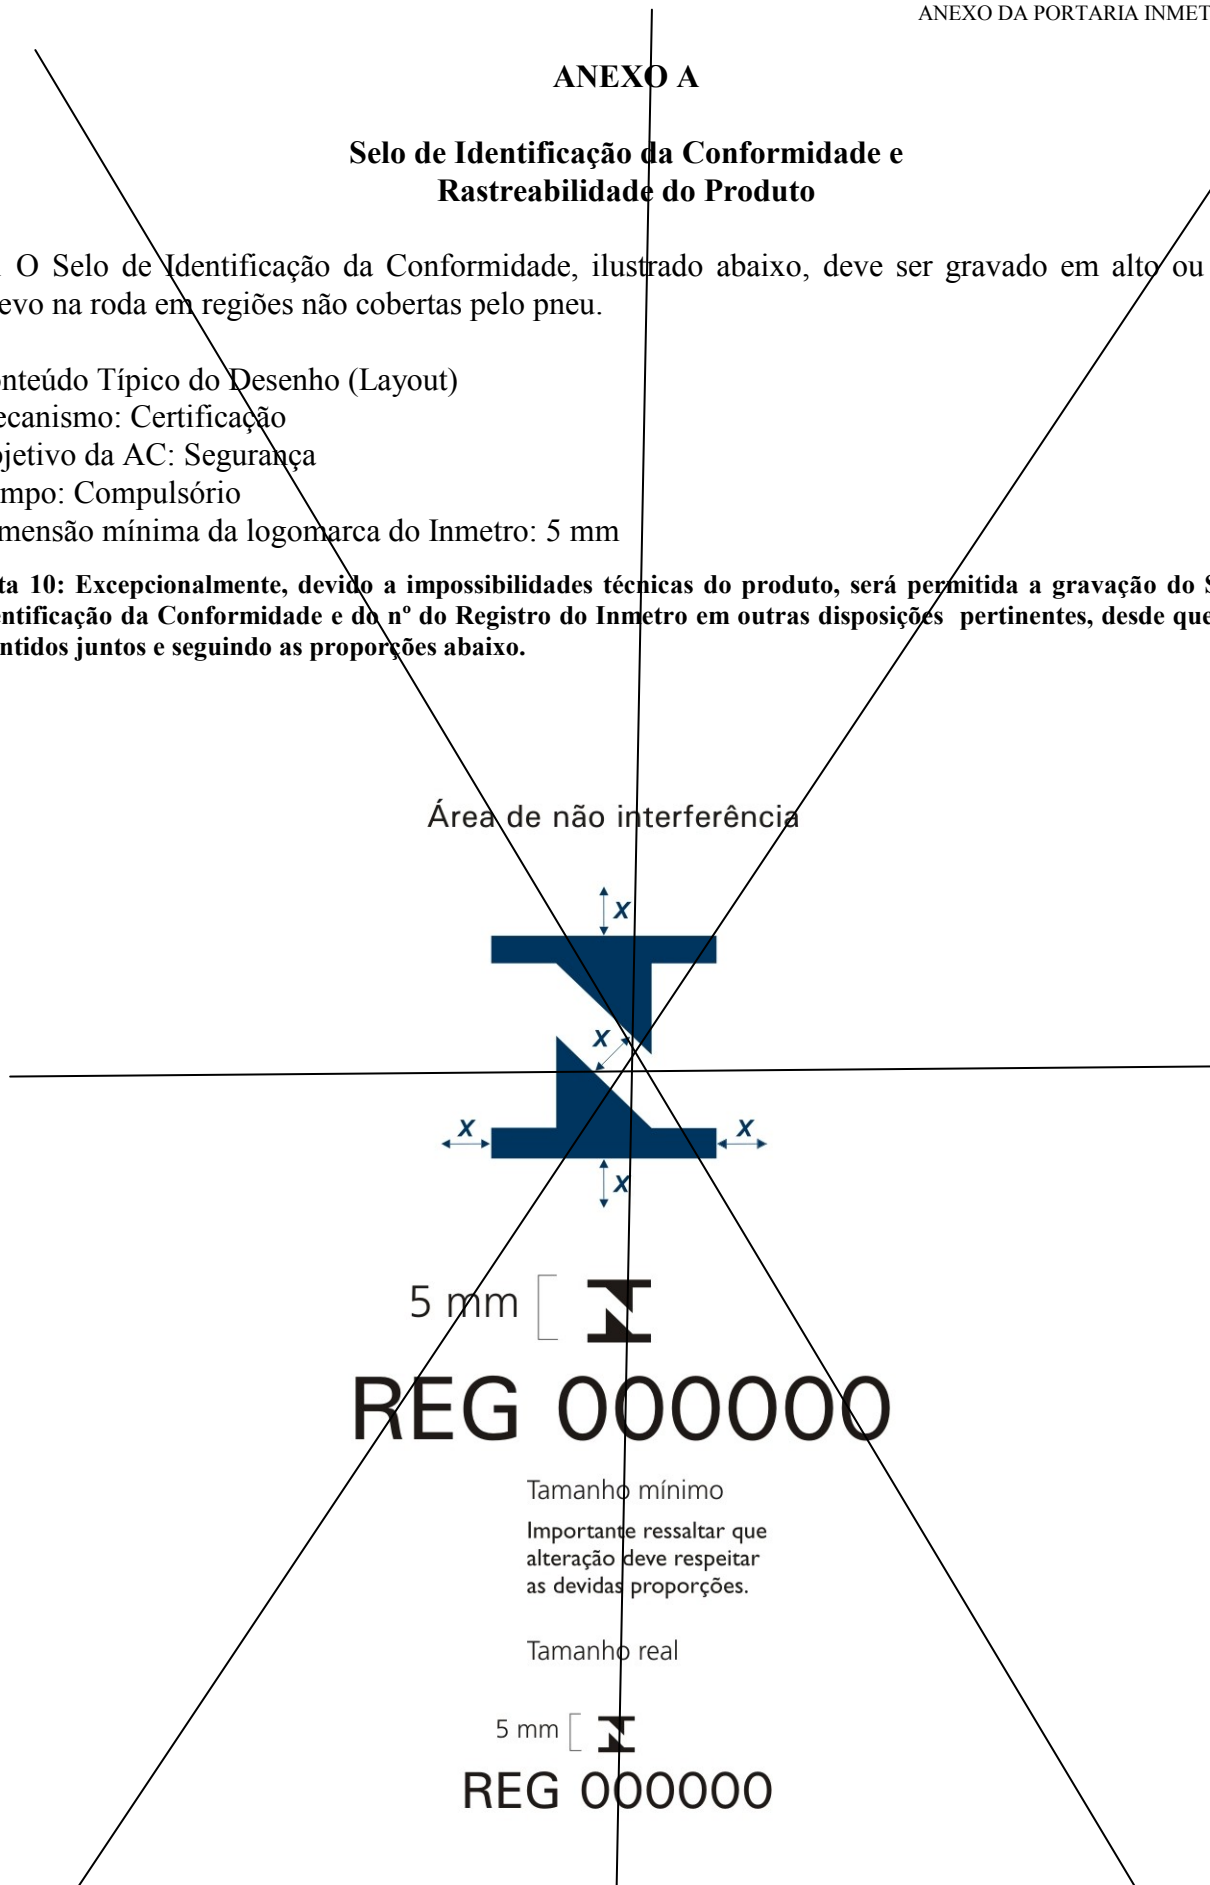 ANEXO DA PORTARIA INMET
ANEXO A
Selo de Identificação da Conformidade e
Rastreabilidade do Produto
O Selo de Identificação da Conformidade, ilustrado abaixo, deve ser gravado em alto ou
evo na roda em regiões não cobertas pelo pneu.
onteúdo Típico do Desenho (Layout)
ecanismo: Certificação
jetivo da AC: Segurança
mpo: Compulsório
mensão mínima da logomarca do Inmetro: 5 mm
ta 10: Excepcionalmente, devido a impossibilidades técnicas do produto, será permitida a gravação do S
entificação da Conformidade e do nº do Registro do Inmetro em outras disposições pertinentes, desde que
ntidos juntos e seguindo as proporções abaixo.
Área de não interferência
X
X
X X
X
5 mm
REG 000000
Tamanho mínimo
Importante ressaltar que
alteração deve respeitar
as devidas proporções.
Tamanho real
5 mm
REG 000000